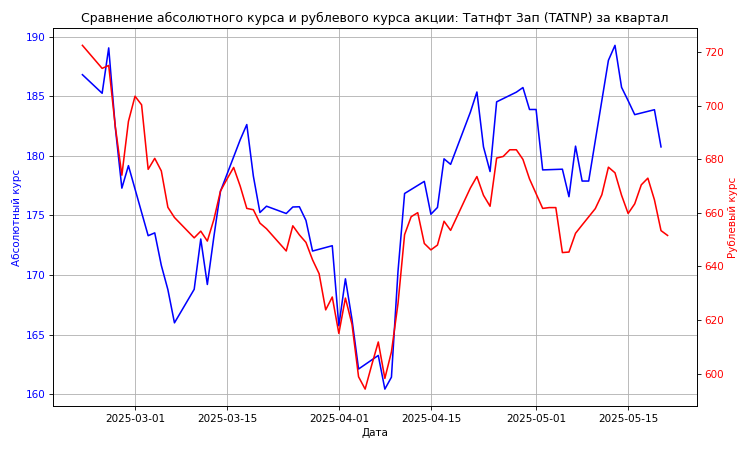 Сравнение абсолютного курса и рублевого курса акции: Татнфт 3ап (TATNP) за квартал
190
185
180
175
170
165
160
Абсолютный курс
720
700
680
660
640
620
600
Рублевый курс
2025-03-01 2025-03-15 2025-04-01 2025-04-15 2025-05-01 2025-05-15
Дата